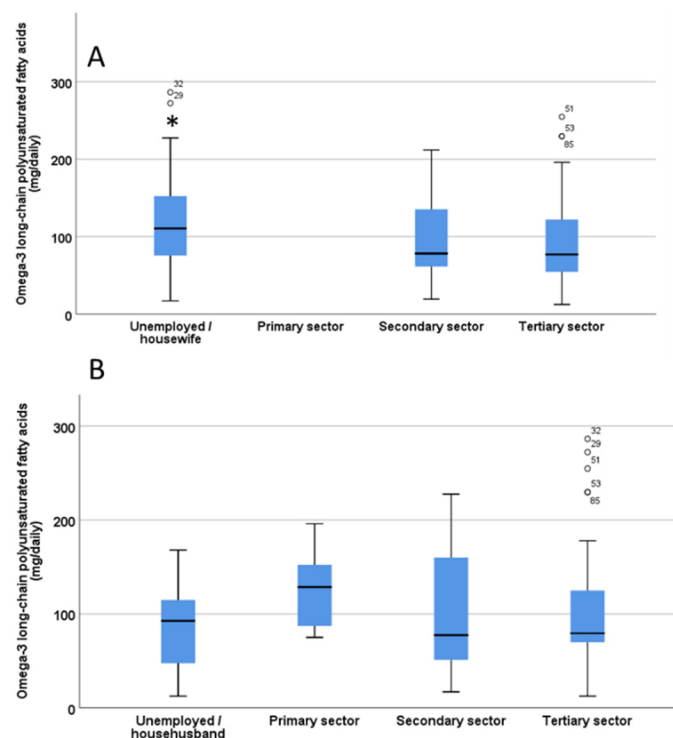 A
Omega-3 long-chain polyunsaturated fatty acids
(mg/daily)
300
200
100
0
32
29
*
51
53
85
Unemployed /
housewife
Primary sector
Secondary sector
Tertiary sector
B
Omega-3 long-chain polyunsaturated fatty acids
(mg/daily)
300
200
100
0
32
29
51
53
85
Unemployed /
househusband
Primary sector
Secondary sector
Tertiary sector